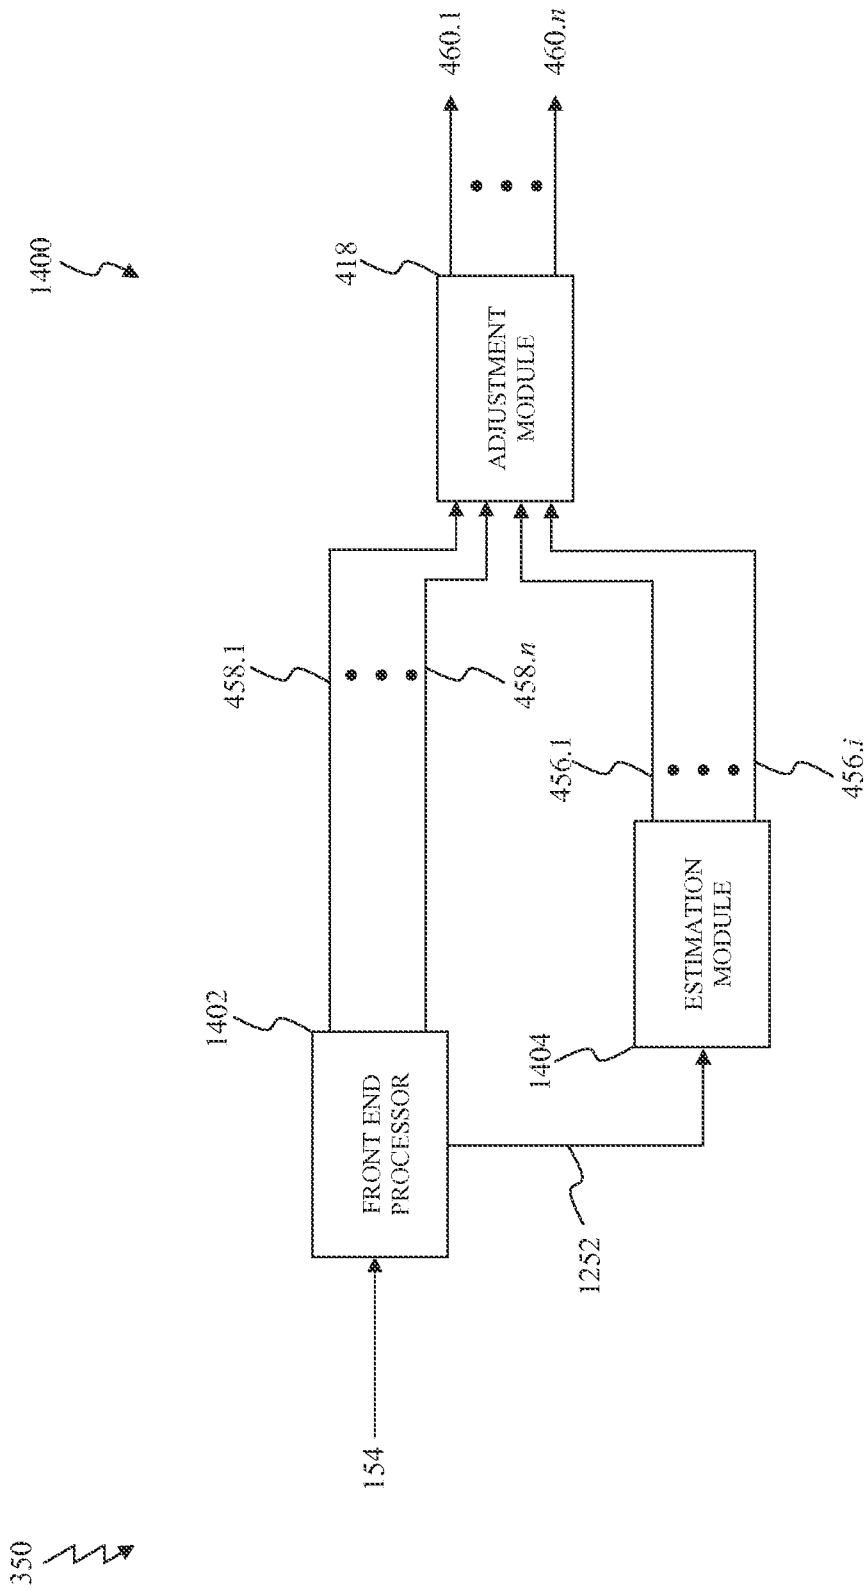 350
1400
154
FRONT END
PROCESSOR
1402
1252
458.1
458.n
ESTIMATION
MODULE
1404
456.1
456.i
ADJUSTMENT
MODULE
418
460.1
460.n